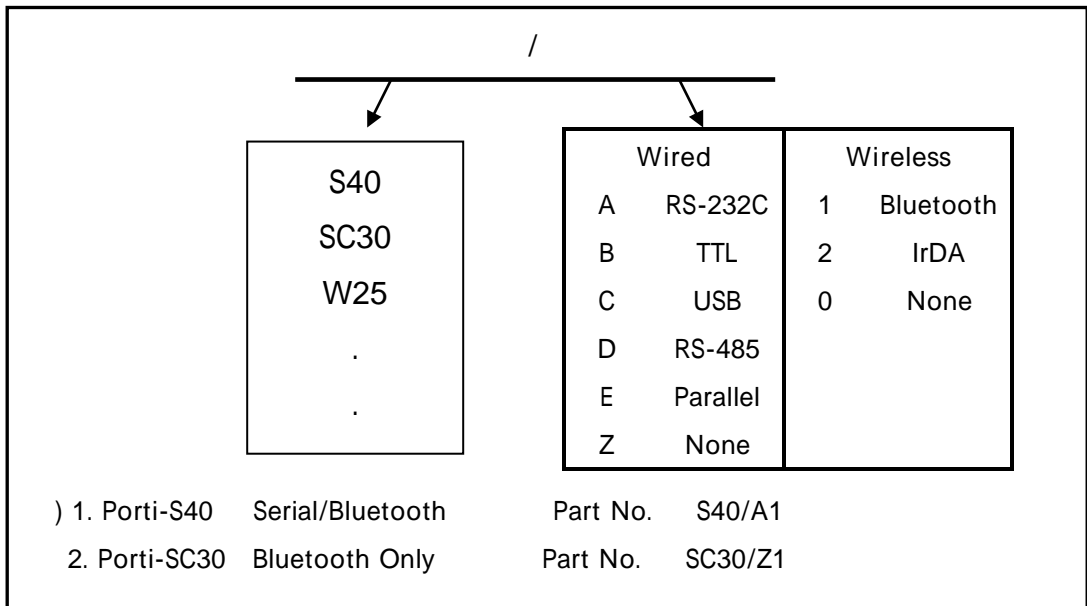 /
S40
SC30
W25
.
.
Wired Wireless
A RS-232C 1 Bluetooth
B TTL 2 IrDA
C USB 0 None
D RS-485
E Parallel
Z None
) 1. Porti-S40 Serial/Bluetooth Part No. S40/A1
2. Porti-SC30 Bluetooth Only Part No. SC30/Z1